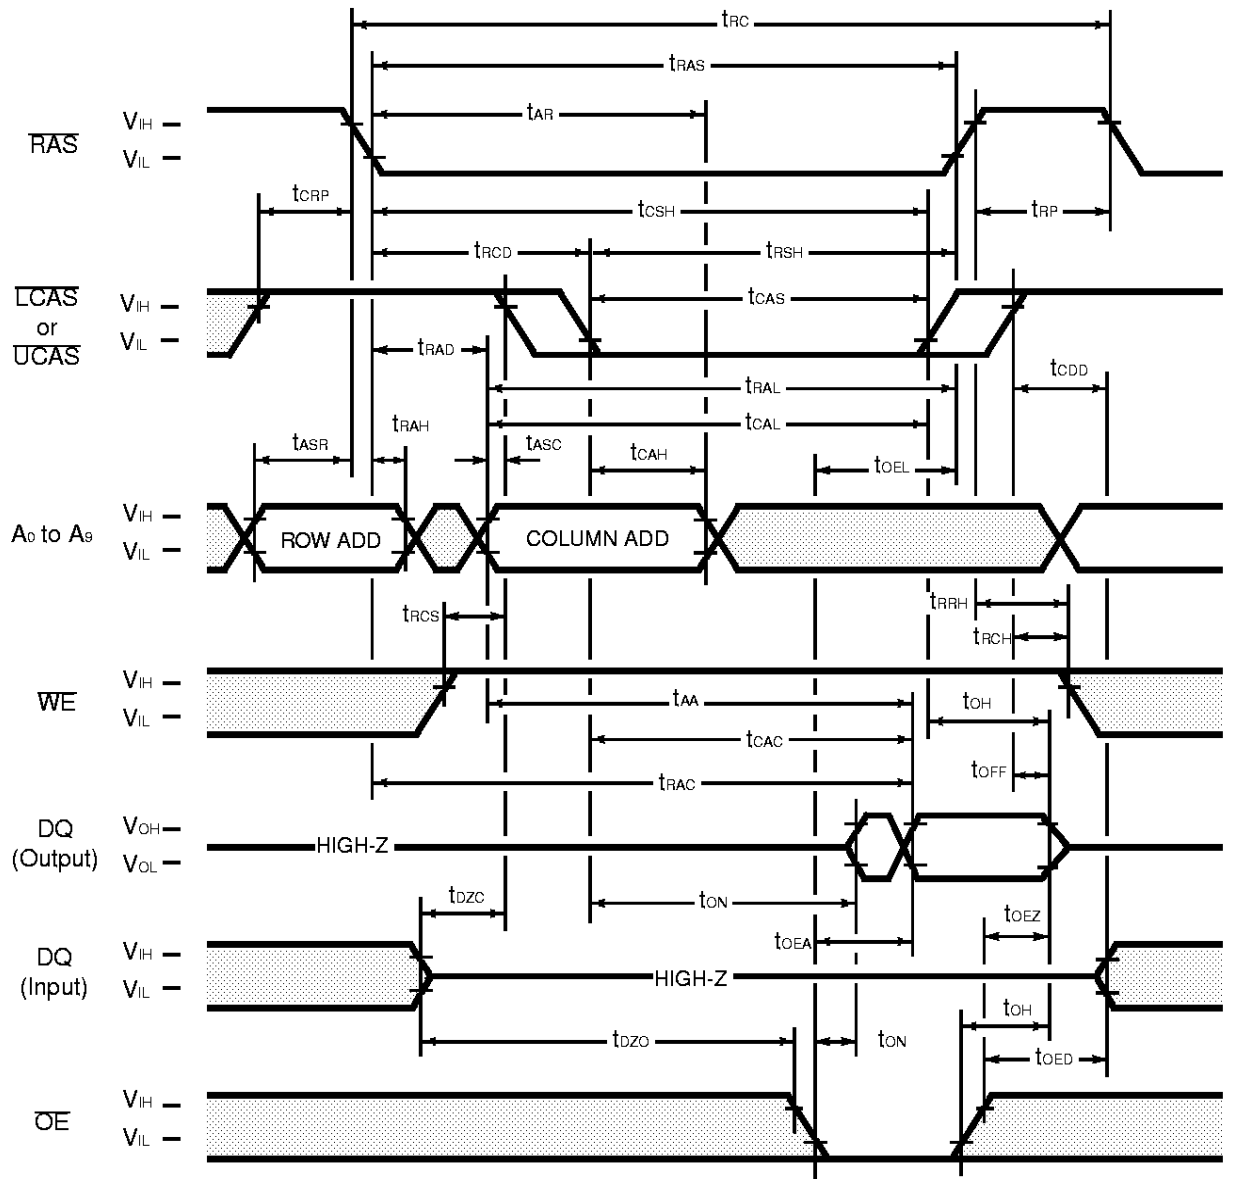 tRC
tRAS
tAR
RAS
VIH
VIL
tCRP
tCSH
tRP
tRCD
tRSH
LCAS
or
UCAS
VIH
VIL
tCAS
tRAD
tRAL
tCDD
tCAL
tRAH
tASR
tASC
tCAH
tOEL
A0 to A9
VIH
VIL
ROW ADD
COLUMN ADD
tRCS
tRRH
tRCH
WE
VIH
VIL
tAA
tOH
tCAC
tOFF
tRAC
DQ
(Output)
VOH
VOL
HIGH-Z
tDZC
tON
tOEZ
tOEA
DQ
(Input)
VIH
VIL
HIGH-Z
tOH
tDZO
tON
tOED
OE
VIH
VIL